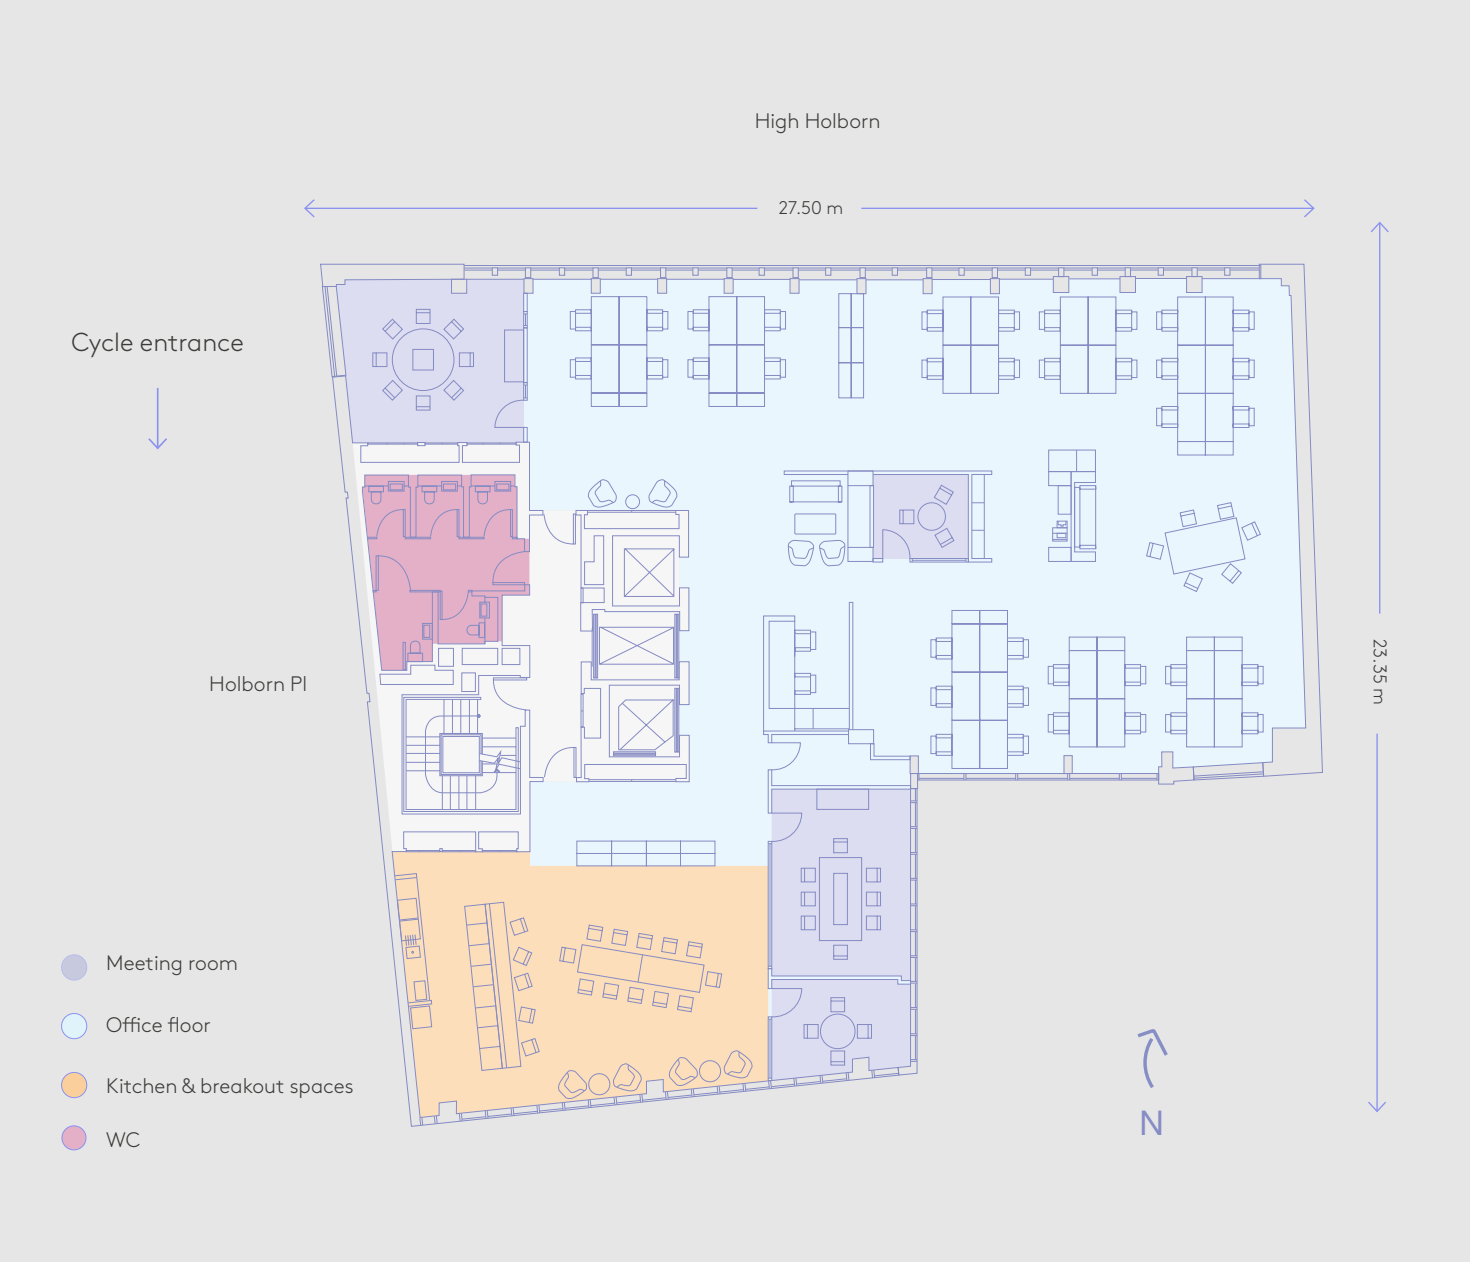 High Holborn
27.50 m
Cycle entrance
23.35 m
Holborn Pl
Meeting room
Office floor
Kitchen & breakout spaces
WC
N